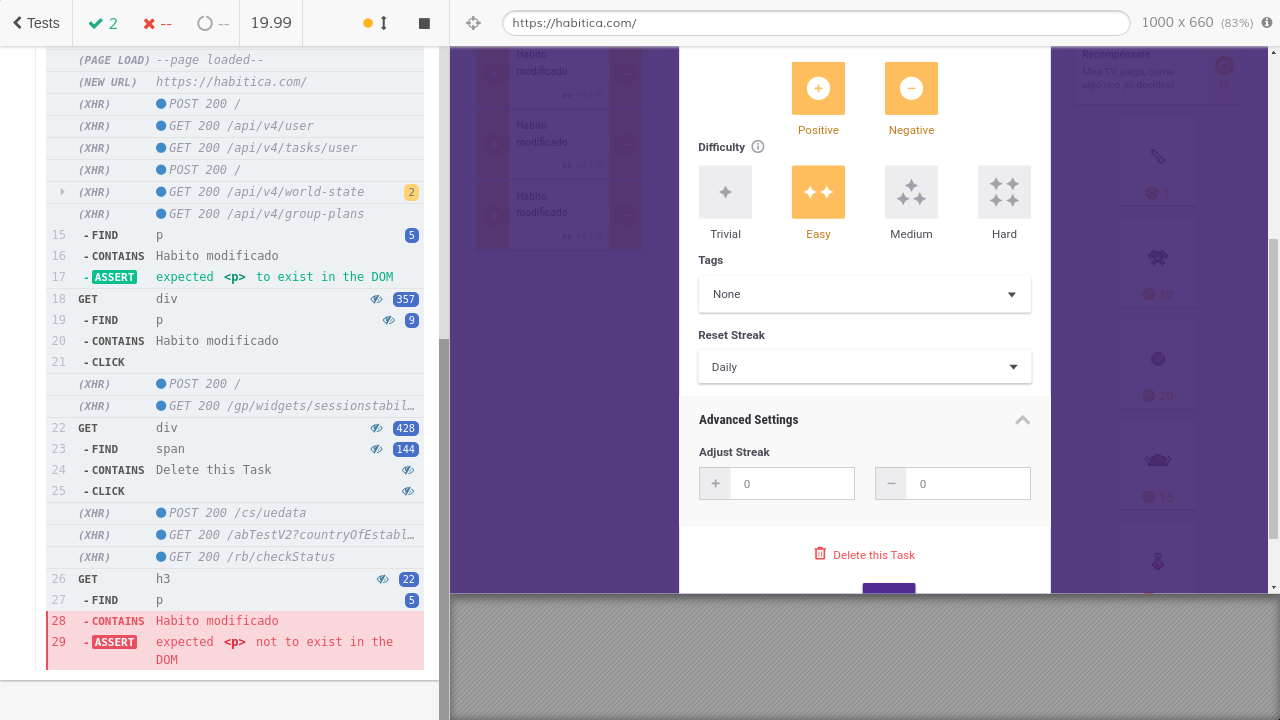 Tests
2
--
--
19.99
https://habitica.com/
1000 x 660 (83%)
(PAGE LOAD) --page loaded--
(NEW URL) https://habitica.com/
(XHR) POST 200 /
(XHR) GET 200 /api/v4/user
(XHR) GET 200 /api/v4/tasks/user
(XHR) POST 200 /
(XHR) GET 200 /api/v4/world-state 2
(XHR) GET 200 /api/v4/group-plans
15 - FIND p 5
16 - CONTAINS Habito modificado
17 - ASSERT expected <p> to exist in the DOM
18 GET div 357
19 - FIND p 9
20 - CONTAINS Habito modificado
21 - CLICK
(XHR) POST 200 /
(XHR) GET 200 /gp/widgets/sessionstabil…
22 GET div 428
23 - FIND span 144
24 - CONTAINS Delete this Task
25 - CLICK
(XHR) POST 200 /cs/uedata
(XHR) GET 200 /abTestV2?countryOfEstabl…
(XHR) GET 200 /rb/checkStatus
26 GET h3 22
27 - FIND p 5
28 - CONTAINS Habito modificado
29 - ASSERT expected <p> not to exist in the
DOM
Habito
modificado
+0 | -0
Habito
modificado
+0 | -0
Habito
modificado
+0 | -0
Positive
Negative
Difficulty
Trivial
Easy
Medium
Hard
Tags
None
Reset Streak
Daily
Advanced Settings
Adjust Streak
+ 0
− 0
Delete this Task
Recompénsate
Mira TV, juega, come
algo rico ¡tú decides!
10
1
30
20
15